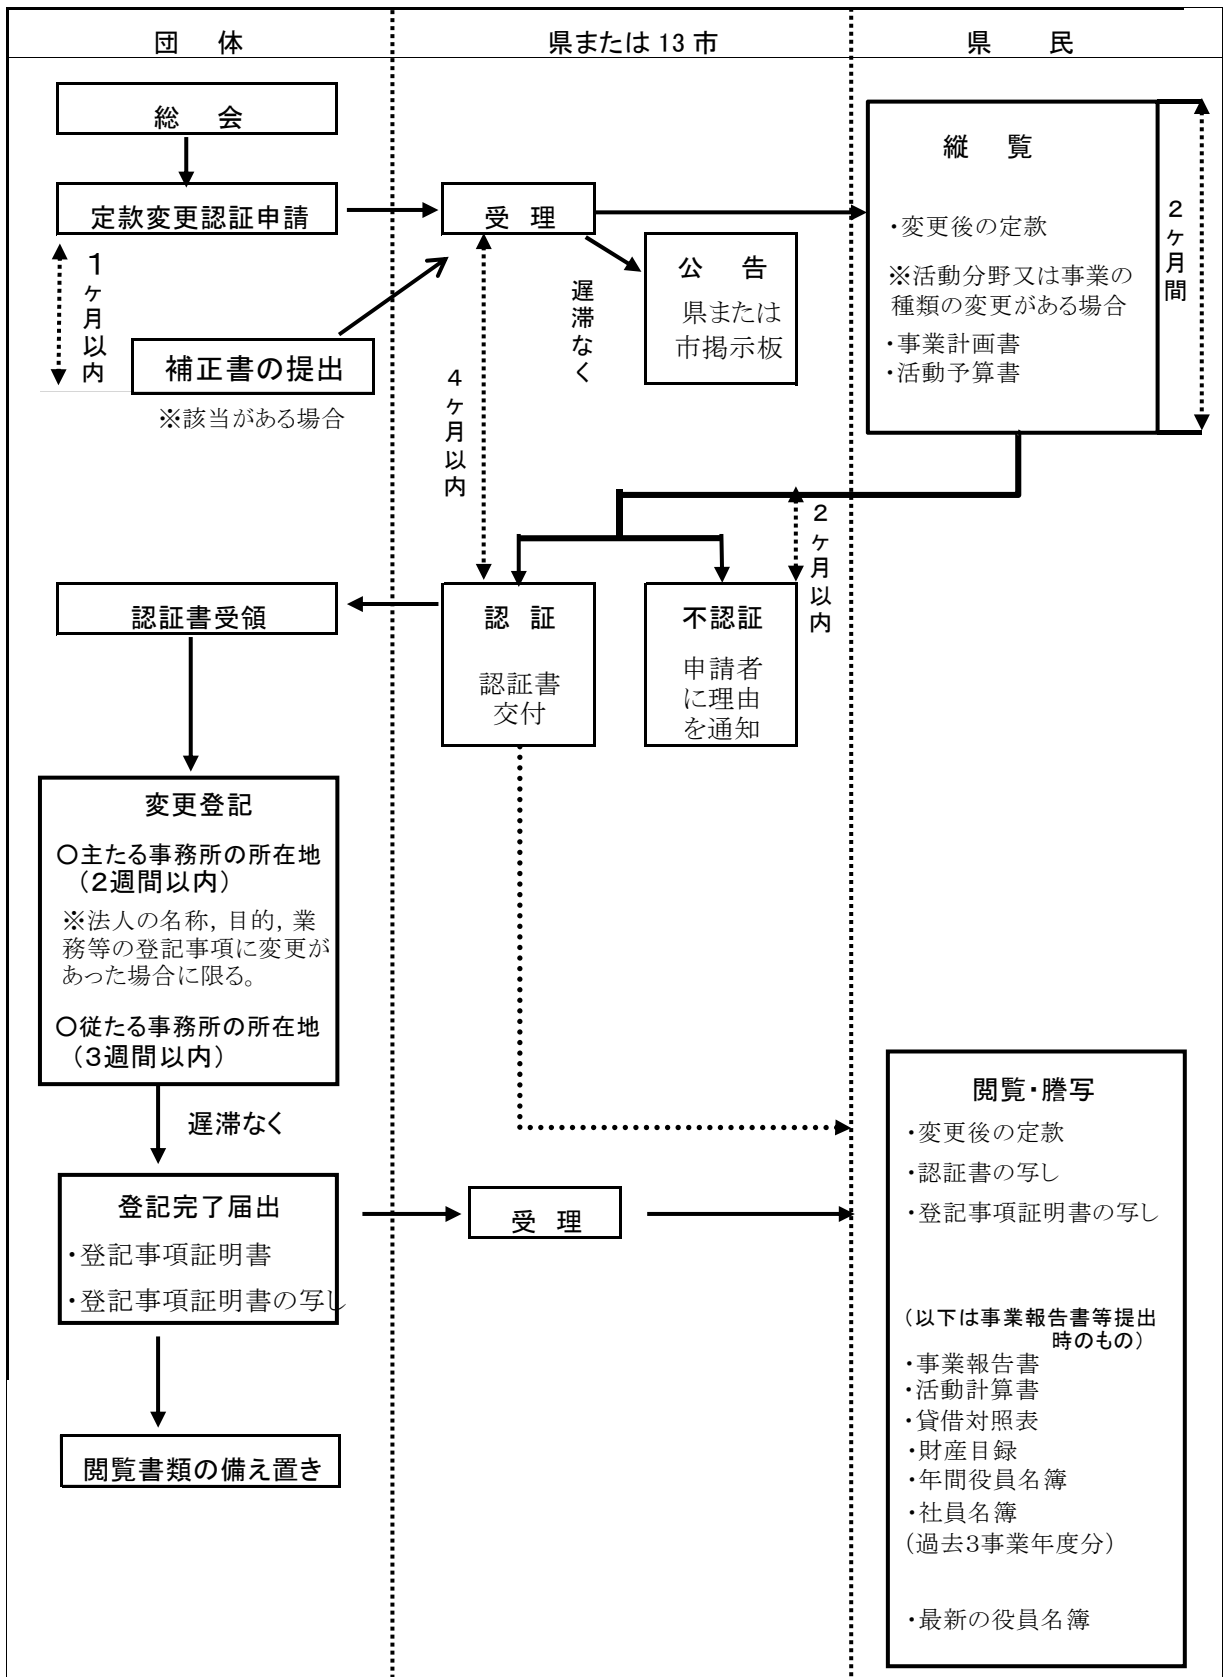 団　体
県または13市
県　民
総　会
定款変更認証申請
1ヶ月以内
補正書の提出
※該当がある場合
受　理
遅滞なく
公　告
県または
市掲示板
4ヶ月以内
縦　覧
・変更後の定款
※活動分野又は事業の
種類の変更がある場合
・事業計画書
・活動予算書
2ヶ月間
2ヶ月以内
認　証
認証書
交付
不認証
申請者
に理由
を通知
認証書受領
変更登記
〇主たる事務所の所在地
（2週間以内）
※法人の名称，目的，業
務等の登記事項に変更が
あった場合に限る。
〇従たる事務所の所在地
（3週間以内）
遅滞なく
登記完了届出
・登記事項証明書
・登記事項証明書の写し
受　理
閲覧書類の備え置き
閲覧・謄写
・変更後の定款
・認証書の写し
・登記事項証明書の写し
（以下は事業報告書等提出
時のもの）
・事業報告書
・活動計算書
・貸借対照表
・財産目録
・年間役員名簿
・社員名簿
（過去3事業年度分）
・最新の役員名簿